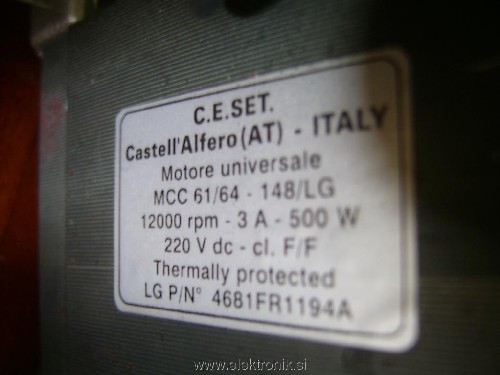 C.E.SET.
Castell'Alfero(AT) - ITALY
Motore universale
MCC 61/64 - 148/LG
12000 rpm - 3 A - 500 W
220 V dc - cl. F/F
Thermally protected
LG P/N° 4681FR1194A
www.elektronik.si